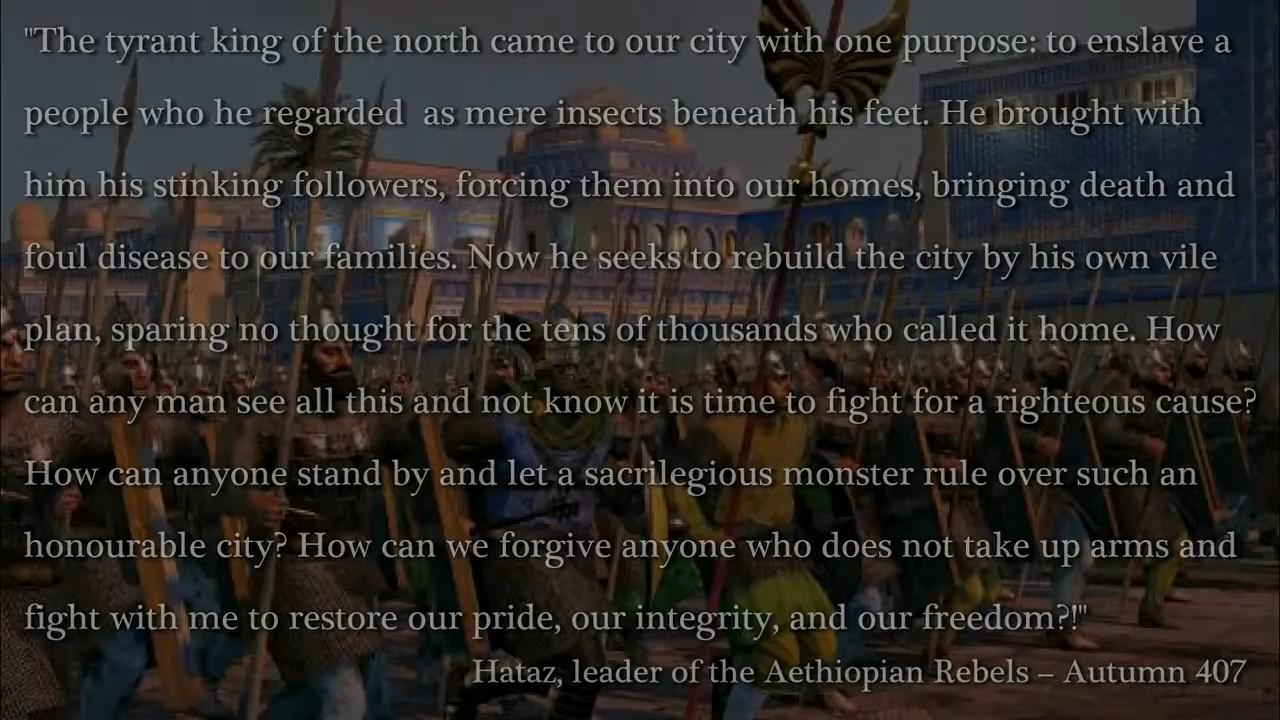 "The tyrant king of the north came to our city with one purpose: to enslave a
people who he regarded  as mere insects beneath his feet. He brought with
him his stinking followers, forcing them into our homes, bringing death and
foul disease to our families. Now he seeks to rebuild the city by his own vile
plan, sparing no thought for the tens of thousands who called it home. How
can any man see all this and not know it is time to fight for a righteous cause?
How can anyone stand by and let a sacrilegious monster rule over such an
honourable city? How can we forgive anyone who does not take up arms and
fight with me to restore our pride, our integrity, and our freedom?!"
Hataz, leader of the Aethiopian Rebels – Autumn 407